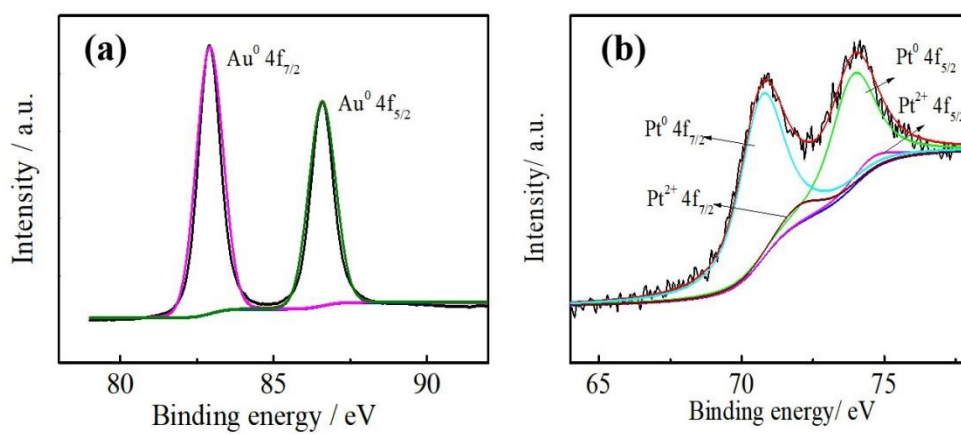 (a)
Au⁰ 4f₇/₂
Au⁰ 4f₅/₂
Intensity / a.u.
80 85 90
Binding energy / eV
(b)
Pt⁰ 4f₅/₂
Pt²⁺ 4f₅/₂
Pt⁰ 4f₇/₂
Pt²⁺ 4f₇/₂
Intensity/ a.u.
65 70 75
Binding energy/ eV